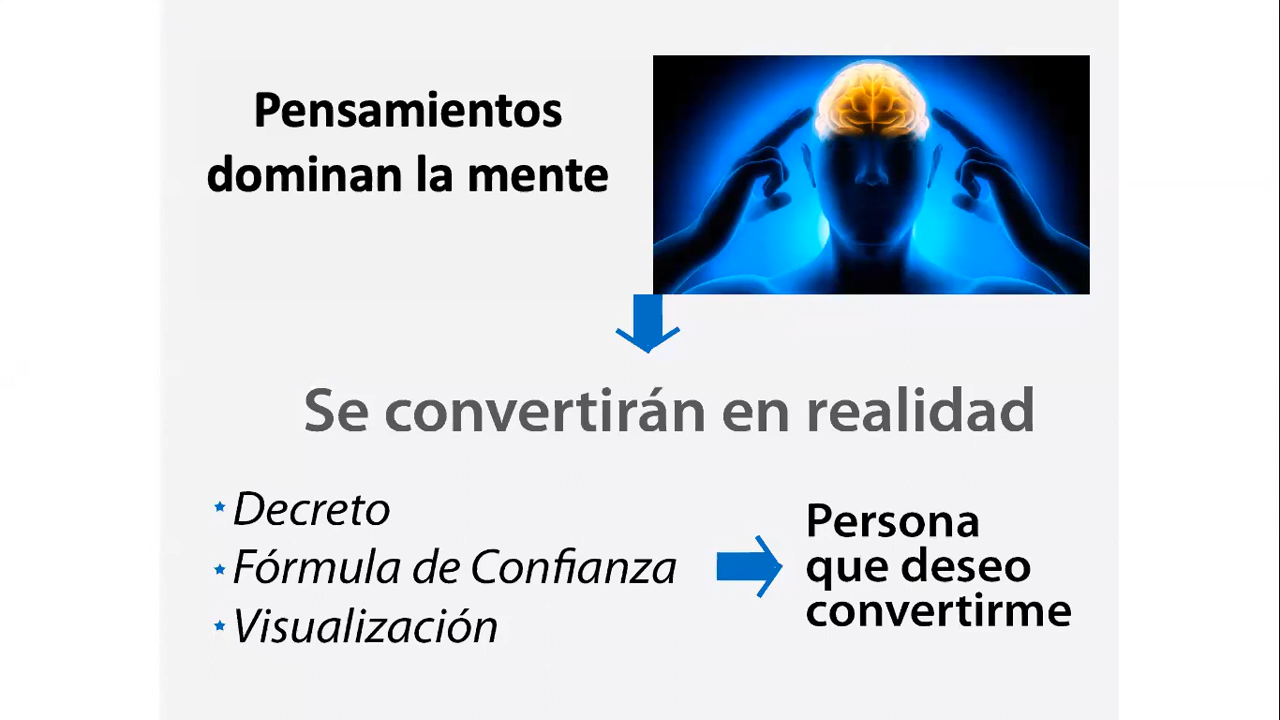 Pensamientos
dominan la mente
Se convertirán en realidad
Decreto
Fórmula de Confianza
Visualización
Persona
que deseo
convertirme